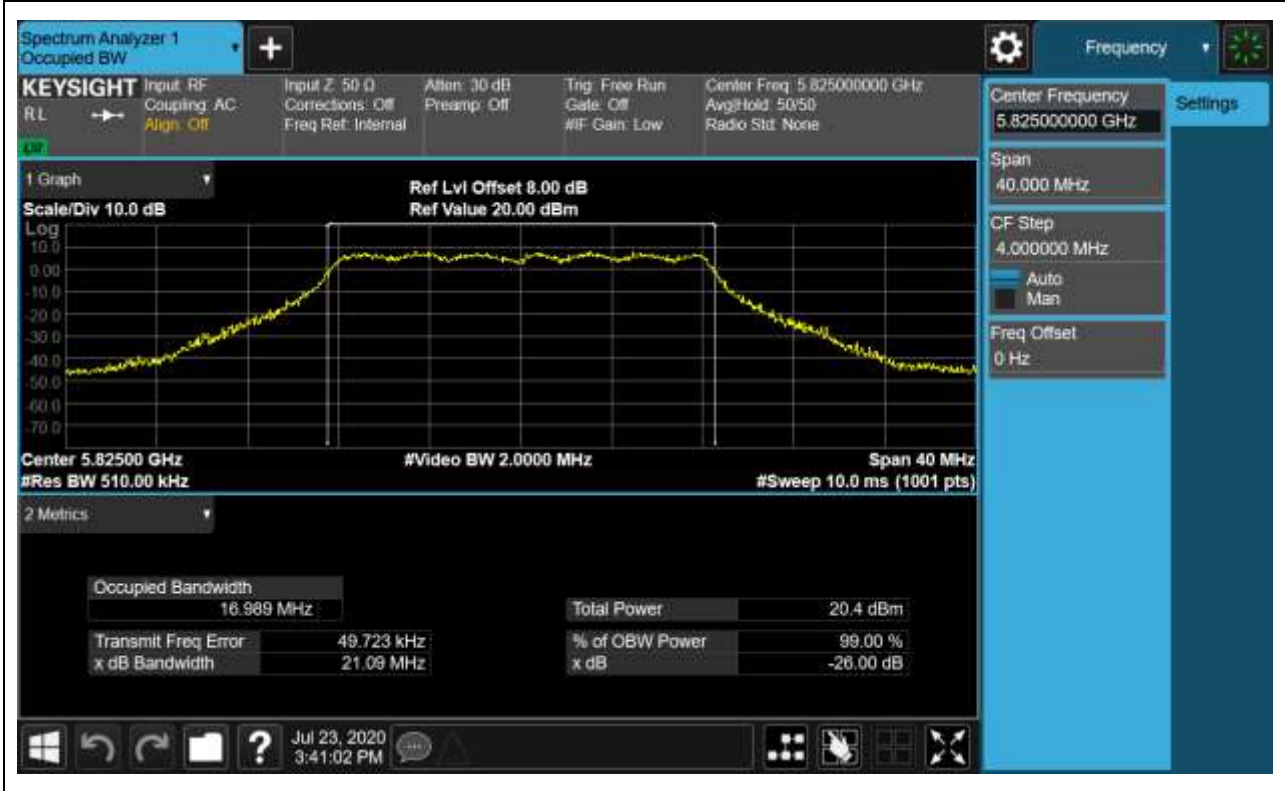 Spectrum Analyzer 1
Occupied BW
+
Frequency
KEYSIGHT
RL
Input: RF
Coupling: AC
Align: Off
Input Z: 50 Ω
Corrections: Off
Freq Ref: Internal
Atten: 30 dB
Preamp: Off
Trig: Free Run
Gate: Off
#IF Gain: Low
Center Freq: 5.825000000 GHz
Avg|Hold: 50/50
Radio Std: None
Center Frequency
5.825000000 GHz
Settings
Span
40.000 MHz
CF Step
4.000000 MHz
Auto
Man
Freq Offset
0 Hz
1 Graph
Scale/Div 10.0 dB
Ref Lvl Offset 8.00 dB
Ref Value 20.00 dBm
Log
10.0
0.00
-10.0
-20.0
-30.0
-40.0
-50.0
-60.0
-70.0
Center 5.82500 GHz
#Video BW 2.0000 MHz
Span 40 MHz
#Res BW 510.00 kHz
#Sweep 10.0 ms (1001 pts)
2 Metrics
Occupied Bandwidth
16.989 MHz
Total Power 20.4 dBm
Transmit Freq Error 49.723 kHz
% of OBW Power 99.00 %
x dB Bandwidth 21.09 MHz
x dB -26.00 dB
?
Jul 23, 2020
3:41:02 PM